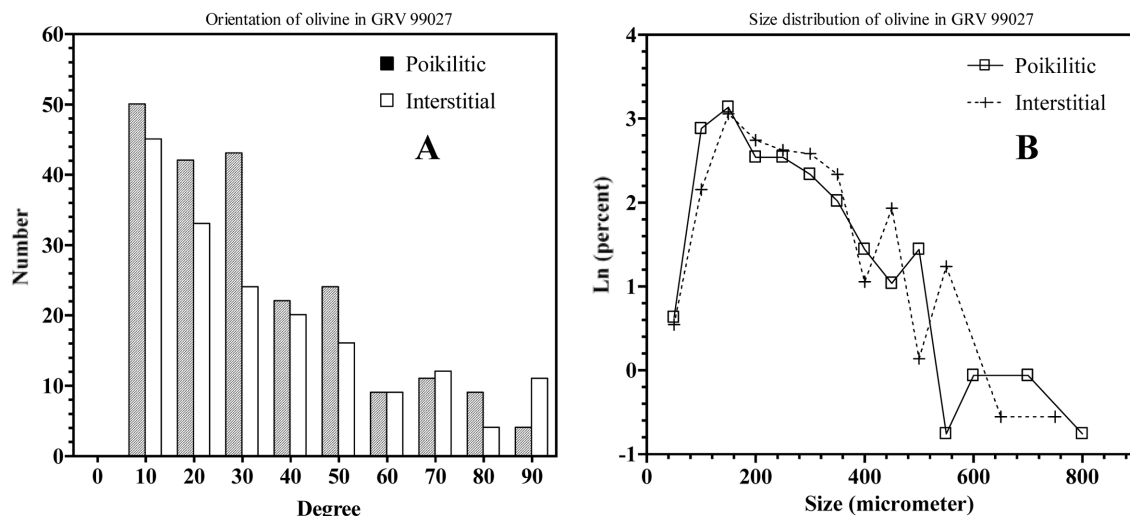 Orientation of olivine in GRV 99027
60
50
40
30
20
10
0
Number
Poikilitic
Interstitial
A
0 10 20 30 40 50 60 70 80 90
Degree
Size distribution of olivine in GRV 99027
4
3
2
1
0
-1
Ln (percent)
Poikilitic
Interstitial
B
0 200 400 600 800
Size (micrometer)